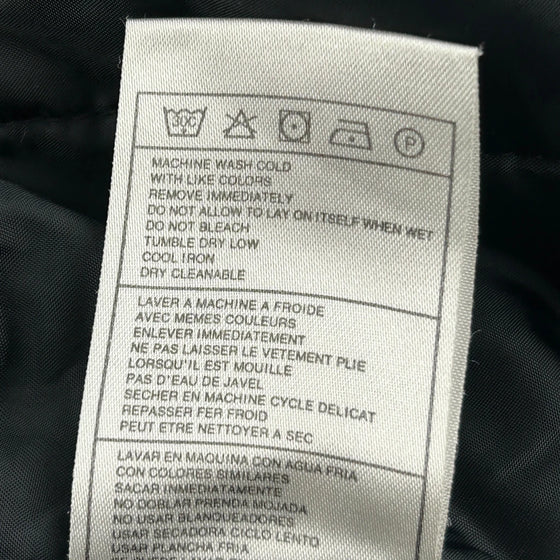 30C P
MACHINE WASH COLD
WITH LIKE COLORS
REMOVE IMMEDIATELY
DO NOT ALLOW TO LAY ON ITSELF WHEN WET
DO NOT BLEACH
TUMBLE DRY LOW
COOL IRON
DRY CLEANABLE
LAVER A MACHINE A FROIDE
AVEC MEMES COULEURS
ENLEVER IMMEDIATEMENT
NE PAS LAISSER LE VETEMENT PLIE
LORSQU'IL EST MOUILLE
PAS D'EAU DE JAVEL
SECHER EN MACHINE CYCLE DELICAT
REPASSER FER FROID
PEUT ETRE NETTOYER A SEC
LAVAR EN MAQUINA CON AGUA FRIA
CON COLORES SIMILARES
SACAR INMEDIATAMENTE
NO DOBLAR PRENDA MOJADA
NO USAR BLANQUEADORES
USAR SECADORA CICLO LENTO
USAR PLANCHA FRIA